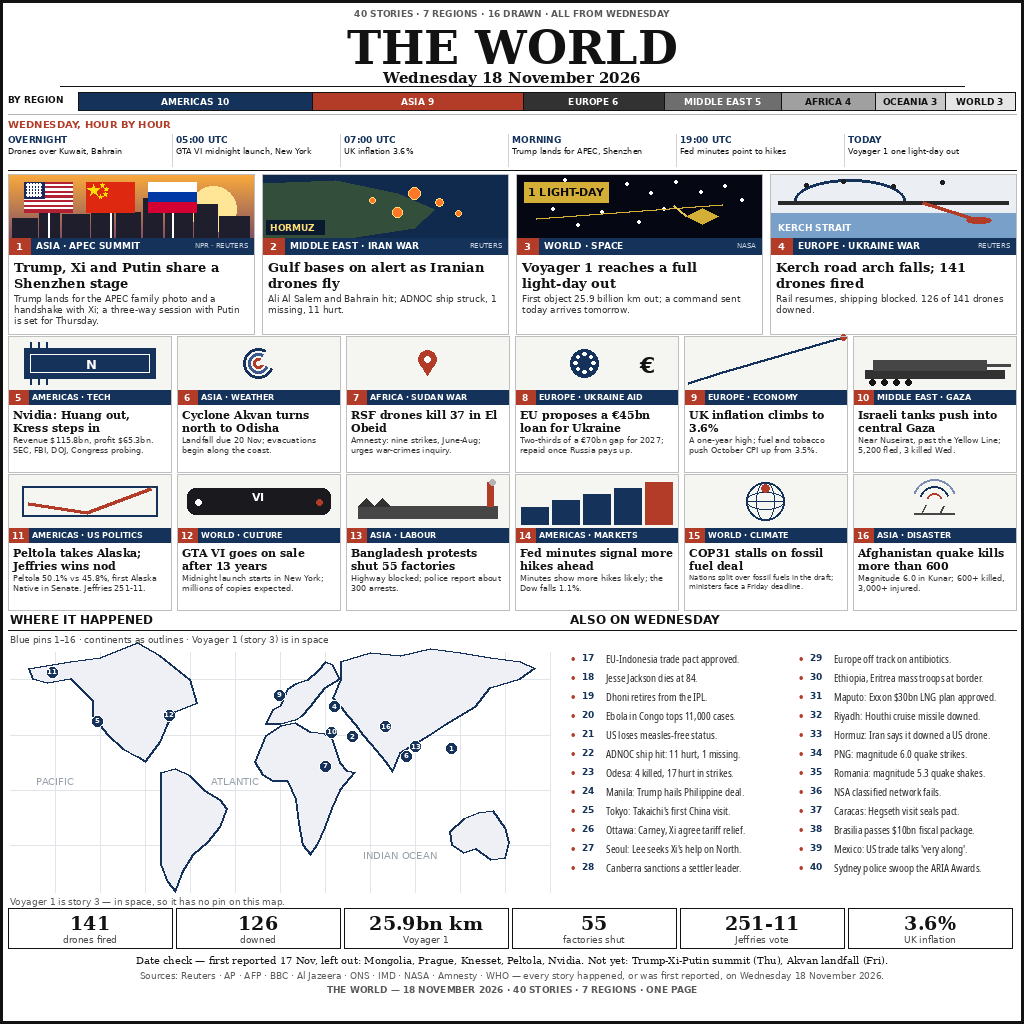 40 STORIES · 7 REGIONS · 16 DRAWN · ALL FROM WEDNESDAY
THE WORLD
Wednesday 18 November 2026
BY REGION
AMERICAS 10
ASIA 9
EUROPE 6
MIDDLE EAST 5
AFRICA 4
OCEANIA 3
WORLD 3
WEDNESDAY, HOUR BY HOUR
OVERNIGHT
Drones over Kuwait, Bahrain
05:00 UTC
GTA VI midnight launch, New York
07:00 UTC
UK inflation 3.6%
MORNING
Trump lands for APEC, Shenzhen
19:00 UTC
Fed minutes point to hikes
TODAY
Voyager 1 one light-day out
1 ASIA · APEC SUMMIT NPR · REUTERS
Trump, Xi and Putin share a
Shenzhen stage
Trump lands for the APEC family photo and a
handshake with Xi; a three-way session with Putin
is set for Thursday.
HORMUZ
2 MIDDLE EAST · IRAN WAR REUTERS
Gulf bases on alert as Iranian
drones fly
Ali Al Salem and Bahrain hit; ADNOC ship struck, 1
missing, 11 hurt.
1 LIGHT-DAY
3 WORLD · SPACE NASA
Voyager 1 reaches a full
light-day out
First object 25.9 billion km out; a command sent
today arrives tomorrow.
KERCH STRAIT
4 EUROPE · UKRAINE WAR REUTERS
Kerch road arch falls; 141
drones fired
Rail resumes, shipping blocked. 126 of 141 drones
downed.
N
5 AMERICAS · TECH
Nvidia: Huang out,
Kress steps in
Revenue $115.8bn, profit $65.3bn.
SEC, FBI, DOJ, Congress probing.
6 ASIA · WEATHER
Cyclone Akvan turns
north to Odisha
Landfall due 20 Nov; evacuations
begin along the coast.
7 AFRICA · SUDAN WAR
RSF drones kill 37 in El
Obeid
Amnesty: nine strikes, June-Aug;
urges war-crimes inquiry.
€
8 EUROPE · UKRAINE AID
EU proposes a €45bn
loan for Ukraine
Two-thirds of a €70bn gap for 2027;
repaid once Russia pays up.
9 EUROPE · ECONOMY
UK inflation climbs to
3.6%
A one-year high; fuel and tobacco
push October CPI up from 3.5%.
10 MIDDLE EAST · GAZA
Israeli tanks push into
central Gaza
Near Nuseirat, past the Yellow Line;
5,200 fled, 3 killed Wed.
11 AMERICAS · US POLITICS
Peltola takes Alaska;
Jeffries wins nod
Peltola 50.1% vs 45.8%, first Alaska
Native in Senate. Jeffries 251-11.
VI
12 WORLD · CULTURE
GTA VI goes on sale
after 13 years
Midnight launch starts in New York;
millions of copies expected.
13 ASIA · LABOUR
Bangladesh protests
shut 55 factories
Highway blocked; police report about
300 arrests.
14 AMERICAS · MARKETS
Fed minutes signal more
hikes ahead
Minutes show more hikes likely; the
Dow falls 1.1%.
15 WORLD · CLIMATE
COP31 stalls on fossil
fuel deal
Nations split over fossil fuels in the draft;
ministers face a Friday deadline.
16 ASIA · DISASTER
Afghanistan quake kills
more than 600
Magnitude 6.0 in Kunar; 600+ killed,
3,000+ injured.
WHERE IT HAPPENED
Blue pins 1–16 · continents as outlines · Voyager 1 (story 3) is in space
11
5
12
9
4
10
2
16
13
6
1
7
PACIFIC
ATLANTIC
INDIAN OCEAN
Voyager 1 is story 3 — in space, so it has no pin on this map.
ALSO ON WEDNESDAY
• 17 EU-Indonesia trade pact approved.
• 18 Jesse Jackson dies at 84.
• 19 Dhoni retires from the IPL.
• 20 Ebola in Congo tops 11,000 cases.
• 21 US loses measles-free status.
• 22 ADNOC ship hit: 11 hurt, 1 missing.
• 23 Odesa: 4 killed, 17 hurt in strikes.
• 24 Manila: Trump hails Philippine deal.
• 25 Tokyo: Takaichi's first China visit.
• 26 Ottawa: Carney, Xi agree tariff relief.
• 27 Seoul: Lee seeks Xi's help on North.
• 28 Canberra sanctions a settler leader.
• 29 Europe off track on antibiotics.
• 30 Ethiopia, Eritrea mass troops at border.
• 31 Maputo: Exxon $30bn LNG plan approved.
• 32 Riyadh: Houthi cruise missile downed.
• 33 Hormuz: Iran says it downed a US drone.
• 34 PNG: magnitude 6.0 quake strikes.
• 35 Romania: magnitude 5.3 quake shakes.
• 36 NSA classified network fails.
• 37 Caracas: Hegseth visit seals pact.
• 38 Brasilia passes $10bn fiscal package.
• 39 Mexico: US trade talks 'very along'.
• 40 Sydney police swoop the ARIA Awards.
141
drones fired
126
downed
25.9bn km
Voyager 1
55
factories shut
251-11
Jeffries vote
3.6%
UK inflation
Date check — first reported 17 Nov, left out: Mongolia, Prague, Knesset, Peltola, Nvidia. Not yet: Trump-Xi-Putin summit (Thu), Akvan landfall (Fri).
Sources: Reuters · AP · AFP · BBC · Al Jazeera · ONS · IMD · NASA · Amnesty · WHO — every story happened, or was first reported, on Wednesday 18 November 2026.
THE WORLD — 18 NOVEMBER 2026 · 40 STORIES · 7 REGIONS · ONE PAGE